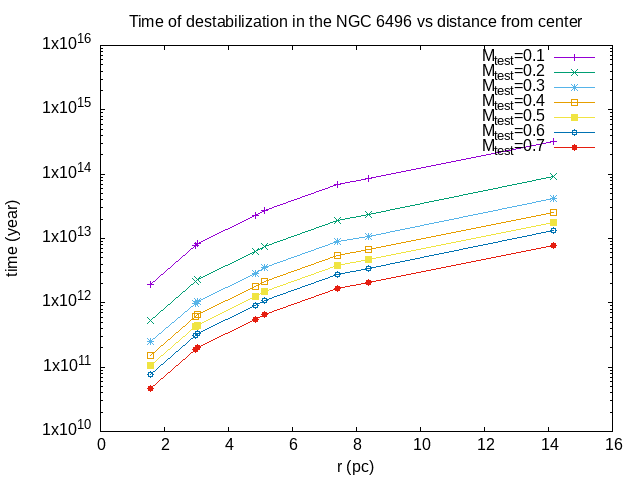 Time of destabilization in the NGC 6496 vs distance from center
1x10^16
1x10^15
1x10^14
1x10^13
1x10^12
1x10^11
1x10^10
time (year)
M_test=0.1
M_test=0.2
M_test=0.3
M_test=0.4
M_test=0.5
M_test=0.6
M_test=0.7
0 2 4 6 8 10 12 14 16
r (pc)